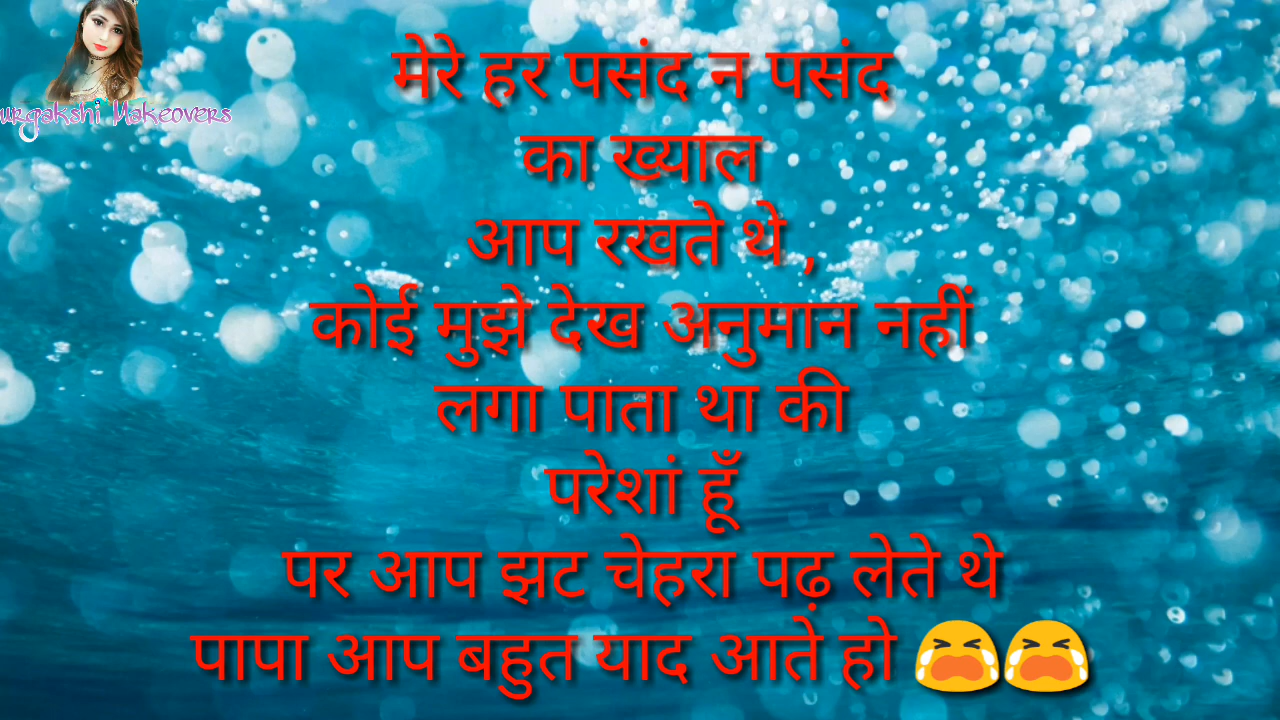 urgakshi Makeovers
मेरे हर पसंद न पसंद
का ख्याल
आप रखते थे ,
कोई मुझे देख अनुमान नहीं
लगा पाता था की
परेशां हूँ
पर आप झट चेहरा पढ़ लेते थे
पापा आप बहुत याद आते हो 😭😭